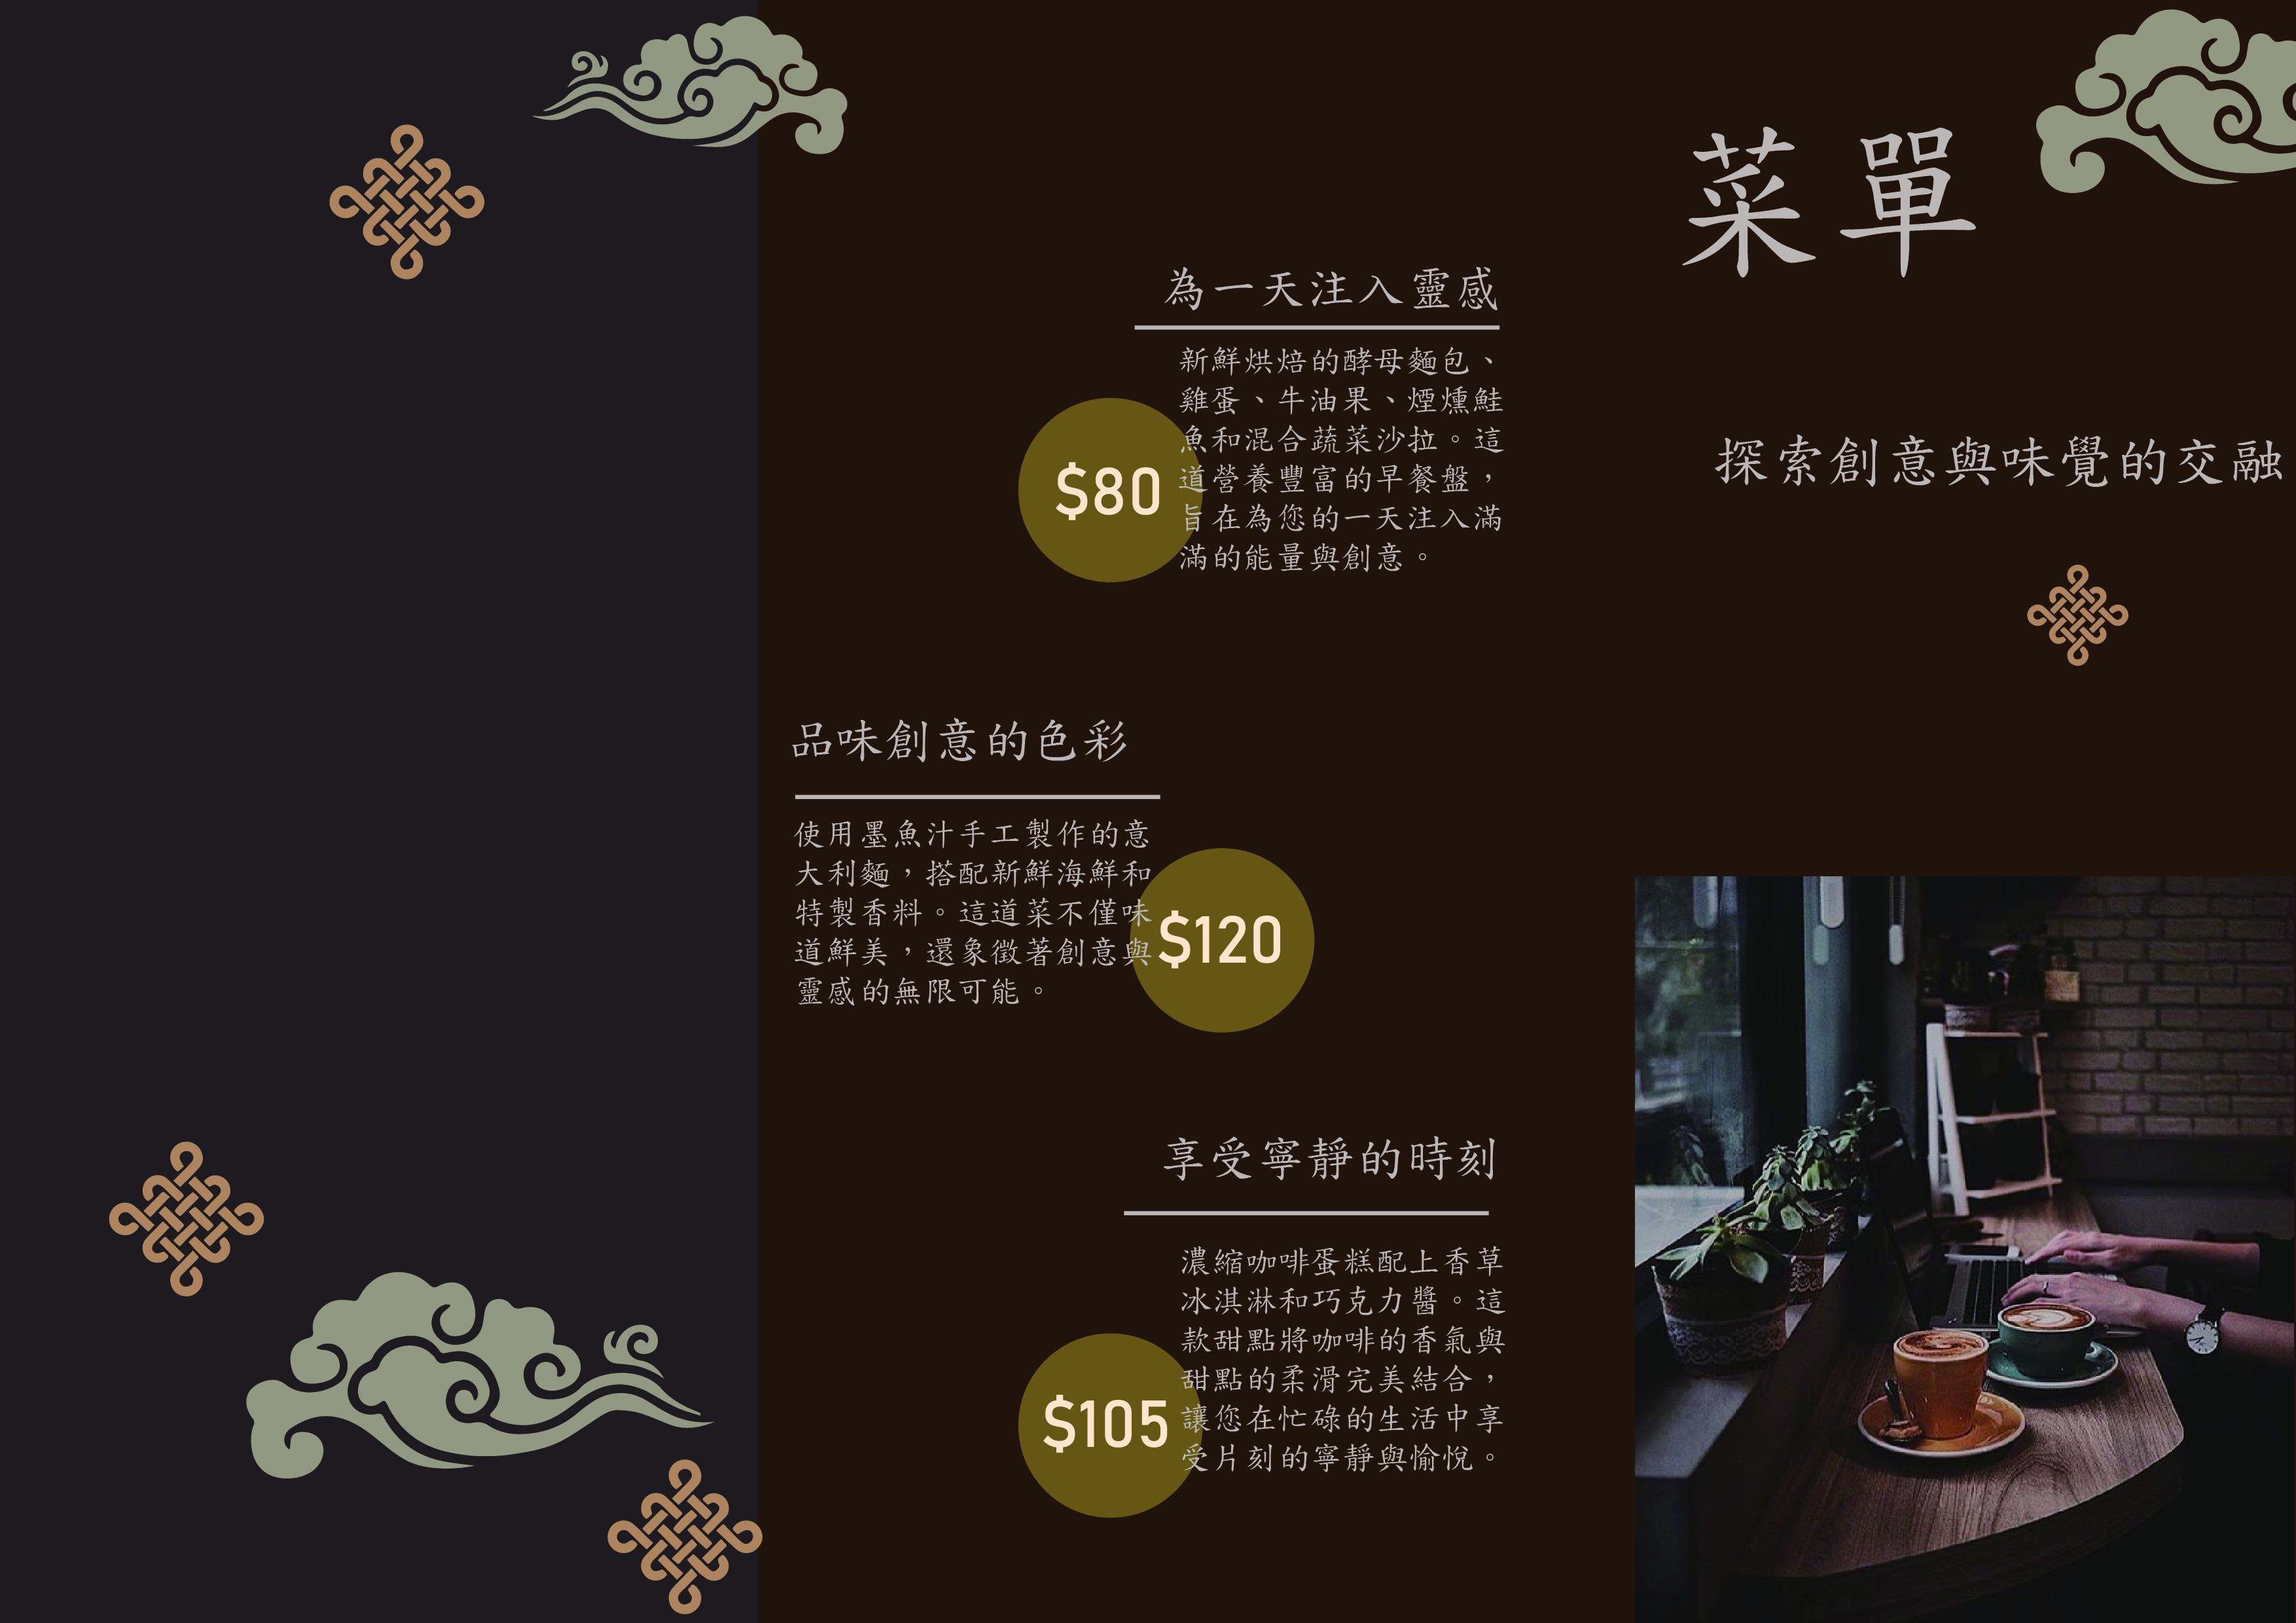 菜單
探索創意與味覺的交融
為一天注入靈感
新鮮烘焙的酵母麵包、
雞蛋、牛油果、煙燻鮭
魚和混合蔬菜沙拉。這
道營養豐富的早餐盤，
旨在為您的一天注入滿
滿的能量與創意。
$80
品味創意的色彩
使用墨魚汁手工製作的意
大利麵，搭配新鮮海鮮和
特製香料。這道菜不僅味
道鮮美，還象徵著創意與
靈感的無限可能。
$120
享受寧靜的時刻
濃縮咖啡蛋糕配上香草
冰淇淋和巧克力醬。這
款甜點將咖啡的香氣與
甜點的柔滑完美結合，
讓您在忙碌的生活中享
受片刻的寧靜與愉悅。
$105